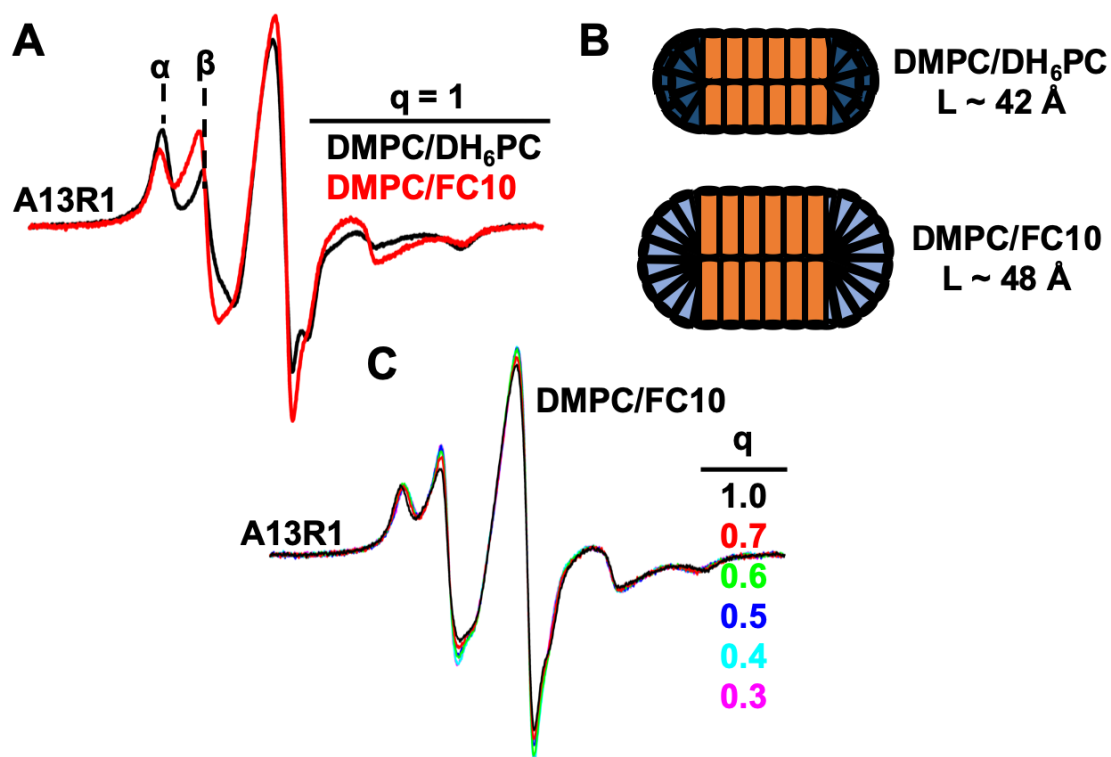 A
α
β
q = 1
DMPC/DH₆PC
DMPC/FC10
A13R1
B
DMPC/DH₆PC
L ~ 42 Å
DMPC/FC10
L ~ 48 Å
C
DMPC/FC10
q
1.0
0.7
0.6
0.5
0.4
0.3
A13R1